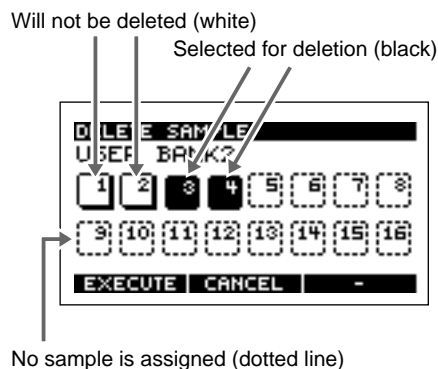 Will not be deleted (white)
Selected for deletion (black)
DELETE SAMPLE
USER BANK2
1 2 3 4 5 6 7 8
9 10 11 12 13 14 15 16
EXECUTE CANCEL -
No sample is assigned (dotted line)